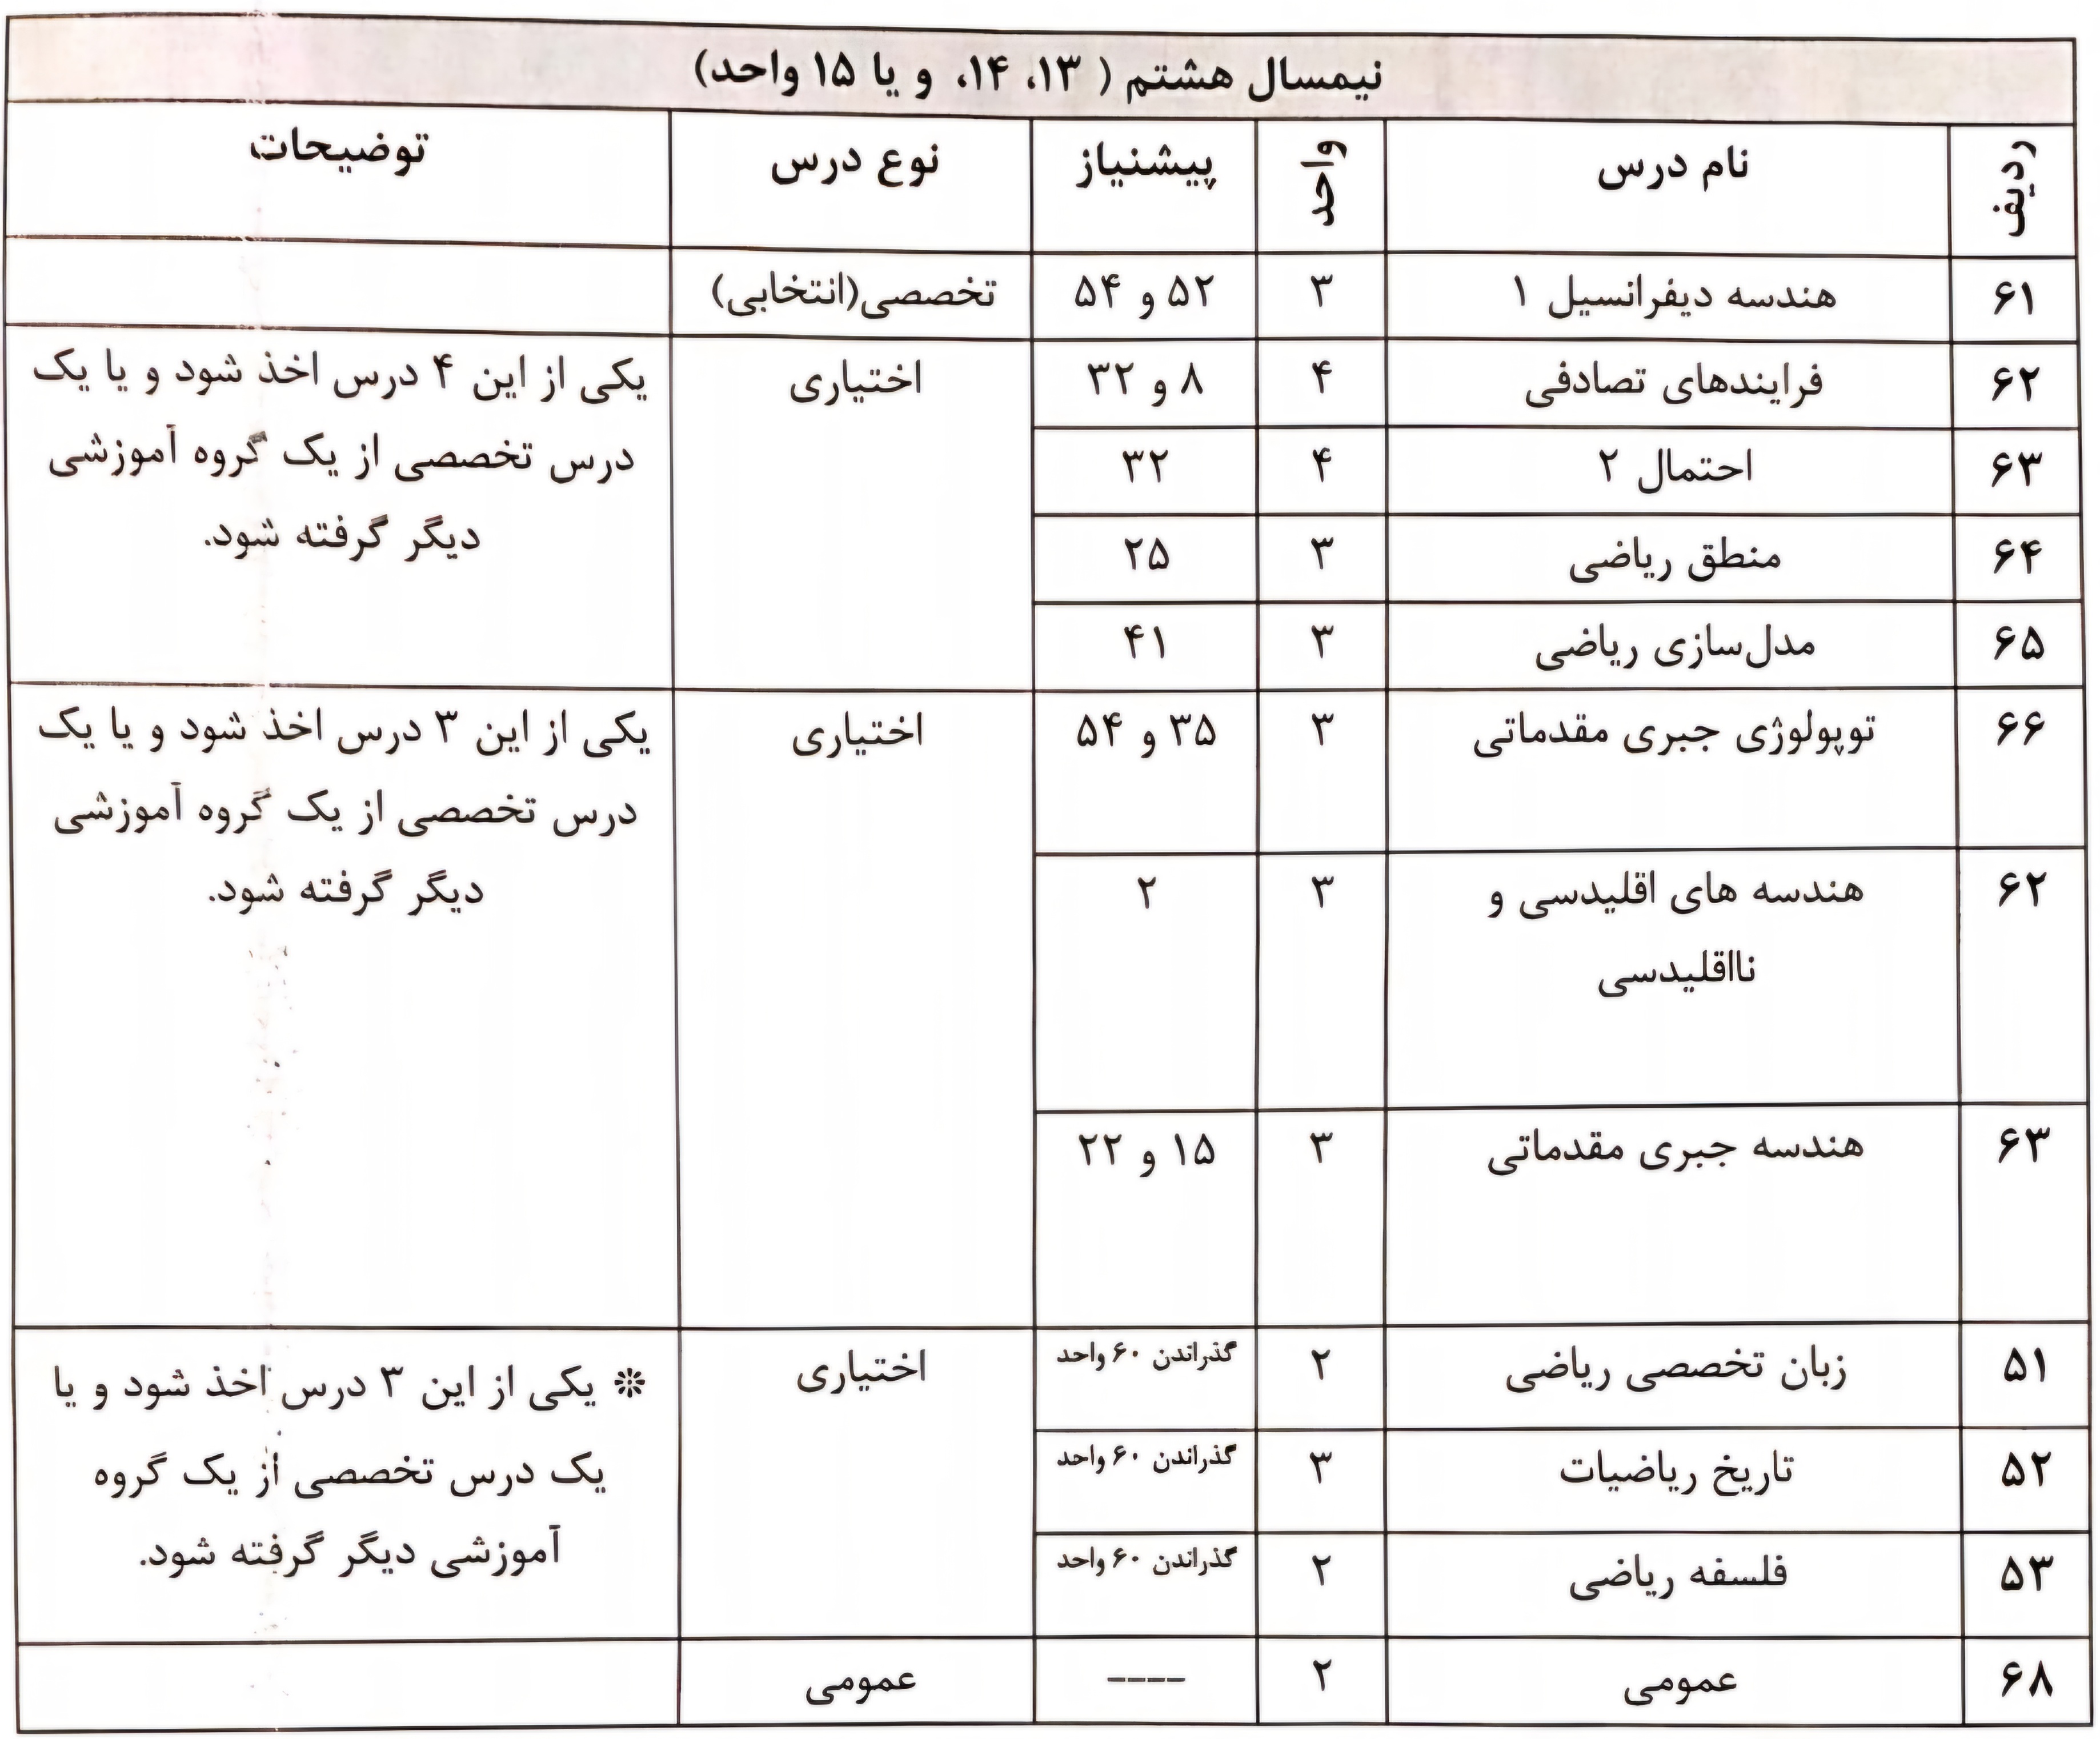 نیمسال هشتم ( ۱۳، ۱۴، و یا ۱۵ واحد)
ردیف نام درس واحد پیشنیاز نوع درس توضیحات
۶۱ هندسه دیفرانسیل ۱ ۳ ۵۲ و ۵۴ تخصصی(انتخابی)
۶۲ فرایندهای تصادفی ۴ ۸ و ۳۲ اختیاری یکی از این ۴ درس اخذ شود و یا یک
درس تخصصی از یک گروه آموزشی
دیگر گرفته شود.
۶۳ احتمال ۲ ۴ ۳۲
۶۴ منطق ریاضی ۳ ۲۵
۶۵ مدل‌سازی ریاضی ۳ ۴۱
۶۶ توپولوژی جبری مقدماتی ۳ ۳۵ و ۵۴ اختیاری یکی از این ۳ درس اخذ شود و یا یک
درس تخصصی از یک گروه آموزشی
دیگر گرفته شود.
۶۲ هندسه های اقلیدسی و ۳ ۲
نااقلیدسی
۶۳ هندسه جبری مقدماتی ۳ ۱۵ و ۲۲
۵۱ زبان تخصصی ریاضی ۲ گذراندن ۶۰ واحد اختیاری ❊ یکی از این ۳ درس اخذ شود و یا
یک درس تخصصی از یک گروه
آموزشی دیگر گرفته شود.
۵۲ تاریخ ریاضیات ۳ گذراندن ۶۰ واحد
۵۳ فلسفه ریاضی ۲ گذراندن ۶۰ واحد
۶۸ عمومی ۲ ---- عمومی